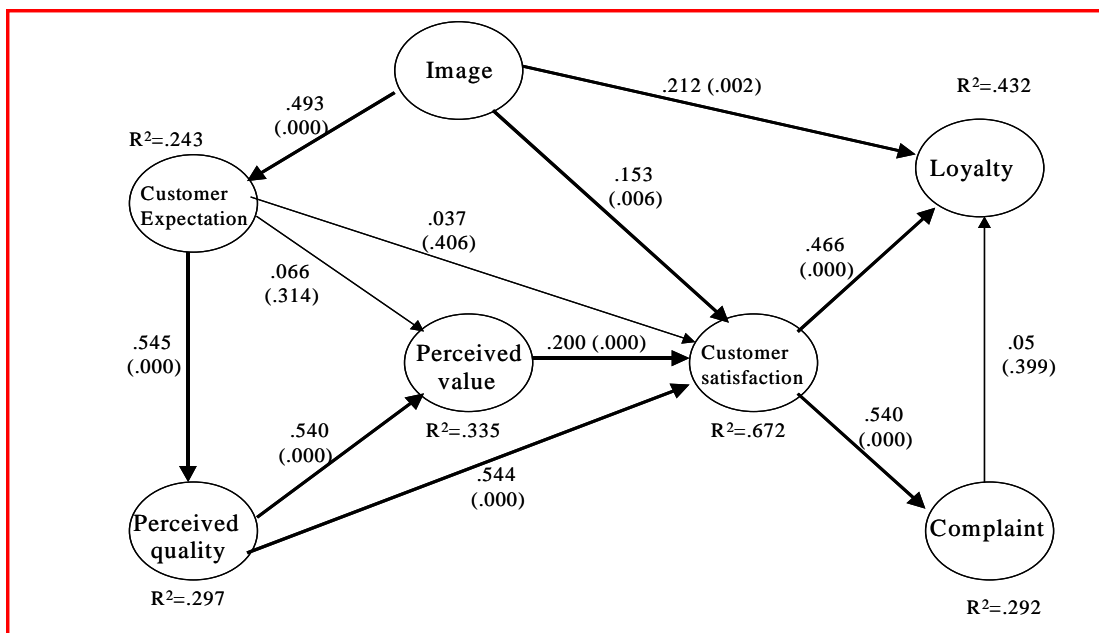 Image
.212 (.002)
R²=.432
.493
(.000)
R²=.243
Loyalty
.153
(.006)
Customer
Expectation
.037
(.406)
.466
(.000)
.066
(.314)
.545
(.000)
Perceived
value
.200 (.000)
Customer
satisfaction
.05
(.399)
R²=.335
R²=.672
.540
(.000)
.540
(.000)
.544
(.000)
Perceived
quality
Complaint
R²=.297
R²=.292